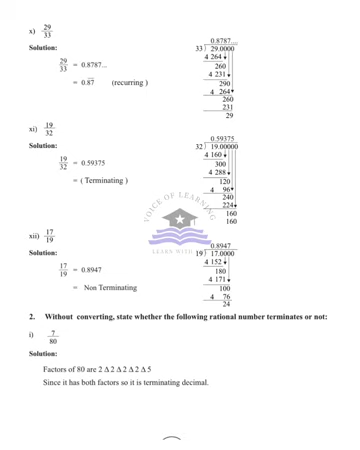 x) 29/33
Solution:
29/33 = 0.8787...
= 0.8̅7̅ (recurring )
0.8787....
33) 29.0000
4 264
260
4 231
290
4 264
260
231
29
xi) 19/32
Solution:
19/32 = 0.59375
= ( Terminating )
0.59375
32) 19.00000
4 160
300
4 288
120
4 96
240
224
160
160
VOICE OF LEARNING
LEARN WITH
xii) 17/19
Solution:
17/19 = 0.8947
= Non Terminating
0.8947
19) 17.0000
4 152
180
4 171
100
4 76
24
2. Without converting, state whether the following rational number terminates or not:
i) 7/80
Solution:
Factors of 80 are 2 Δ 2 Δ 2 Δ 2 Δ 5
Since it has both factors so it is terminating decimal.